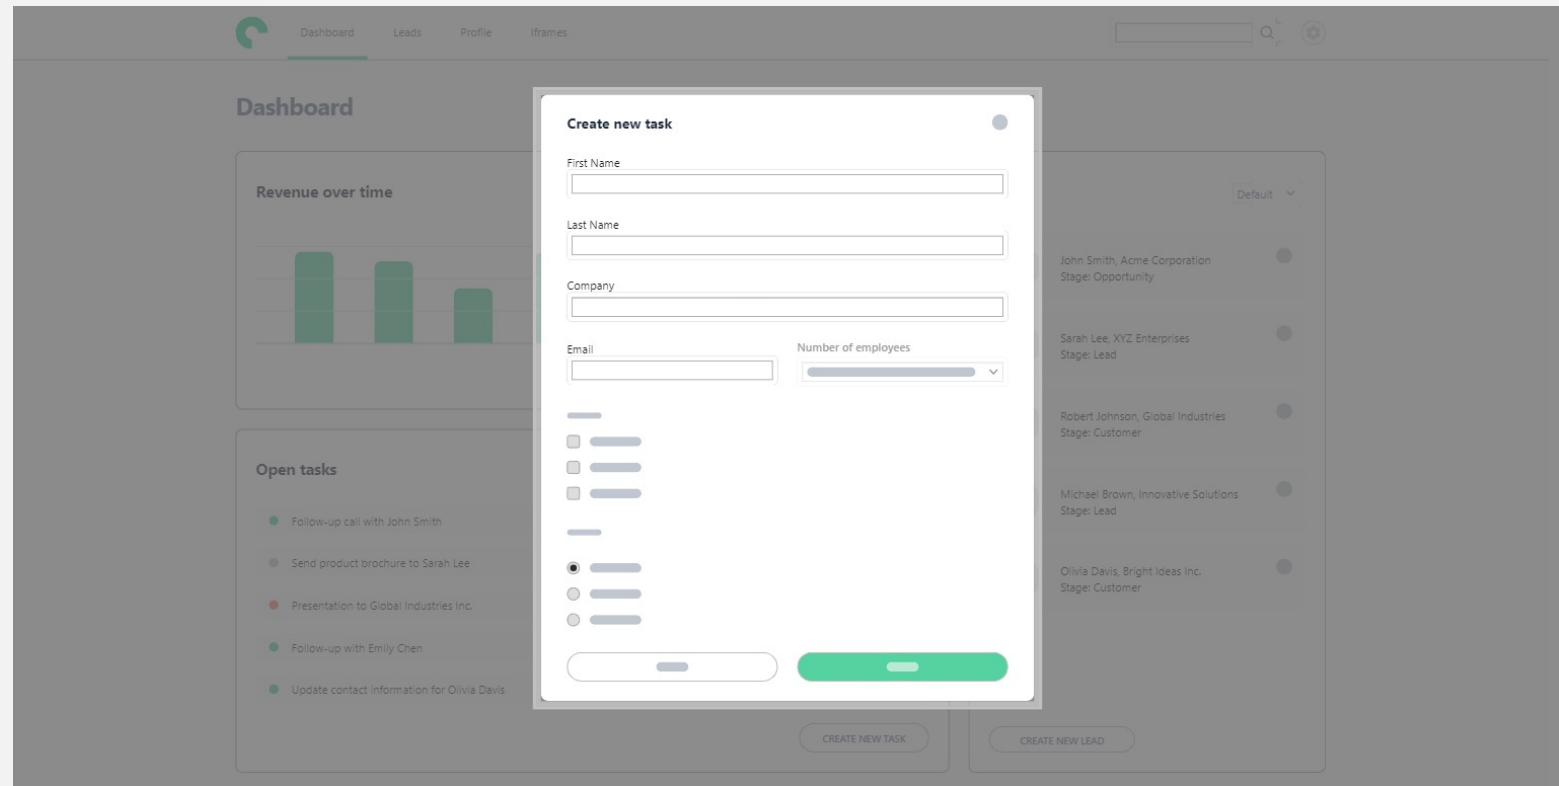 Dashboard
Leads
Profile
Iframes
Dashboard
Revenue over time
Open tasks
Follow-up call with John Smith
Send product brochure to Sarah Lee
Presentation to Global Industries Inc.
Follow-up with Emily Chen
Update contact information for Olivia Davis
CREATE NEW TASK
Create new task
First Name
Last Name
Company
Email
Number of employees
Default
John Smith, Acme Corporation
Stage: Opportunity
Sarah Lee, XYZ Enterprises
Stage: Lead
Robert Johnson, Global Industries
Stage: Customer
Michael Brown, Innovative Solutions
Stage: Lead
Olivia Davis, Bright Ideas Inc.
Stage: Customer
CREATE NEW LEAD